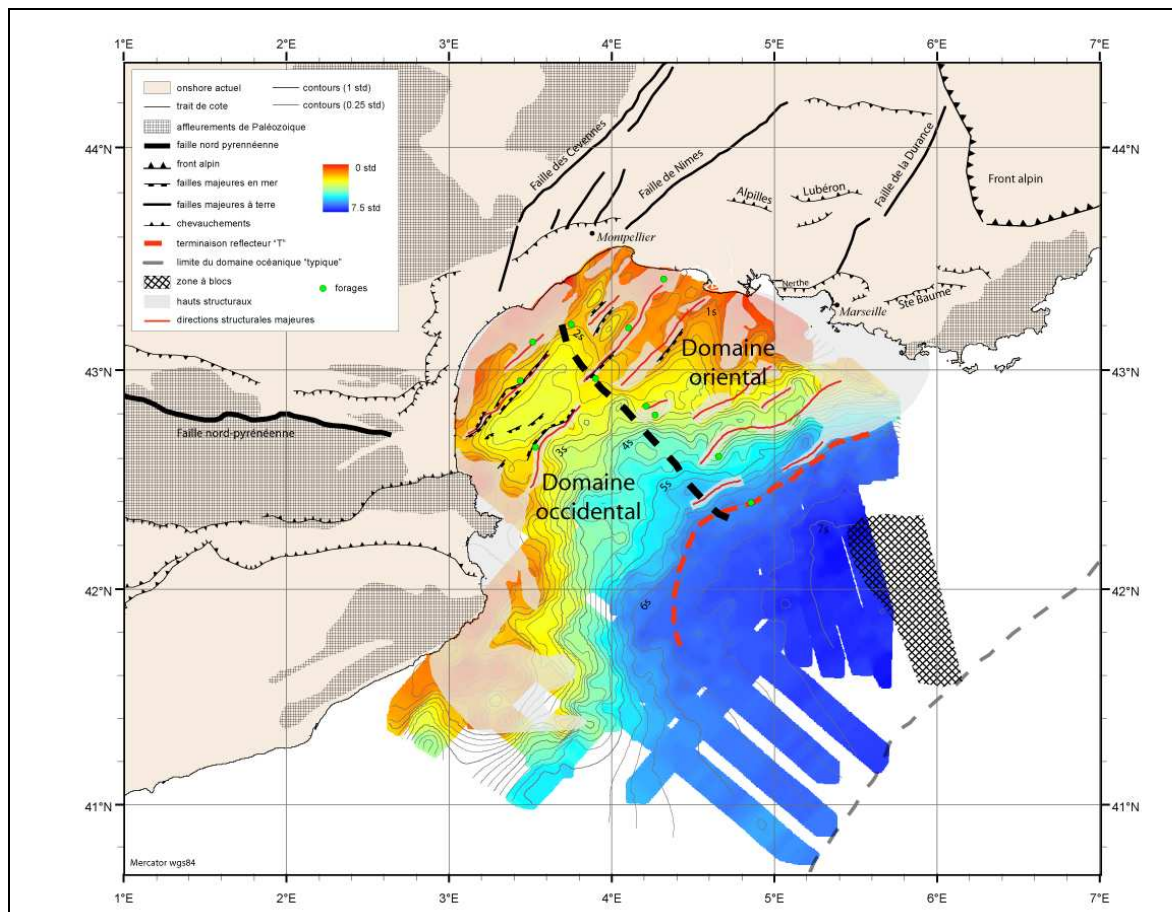 1°E 2°E 3°E 4°E 5°E 6°E 7°E
onshore actuel
trait de cote
affleurements de Paléozoique
faille nord pyrennéenne
front alpin
failles majeures en mer
failles majeures à terre
chevauchements
terminaison reflecteur "T"
limite du domaine océanique "typique"
zone à blocs
hauts structuraux
directions structurales majeures
contours (1 std)
contours (0.25 std)
0 std
7.5 std
forages
44°N
44°N
Faille des Cévennes
Faille de Nîmes
Faille de la Durance
Alpilles
Lubéron
Front alpin
Montpellier
Nerthe
Ste Baume
Marseille
1s
2s
43°N
43°N
Domaine
oriental
Faille nord-pyrénéenne
3s
4s
5s
Domaine
occidental
7s
42°N
42°N
6s
41°N
41°N
Mercator wgs84
1°E 2°E 3°E 4°E 5°E 6°E 7°E